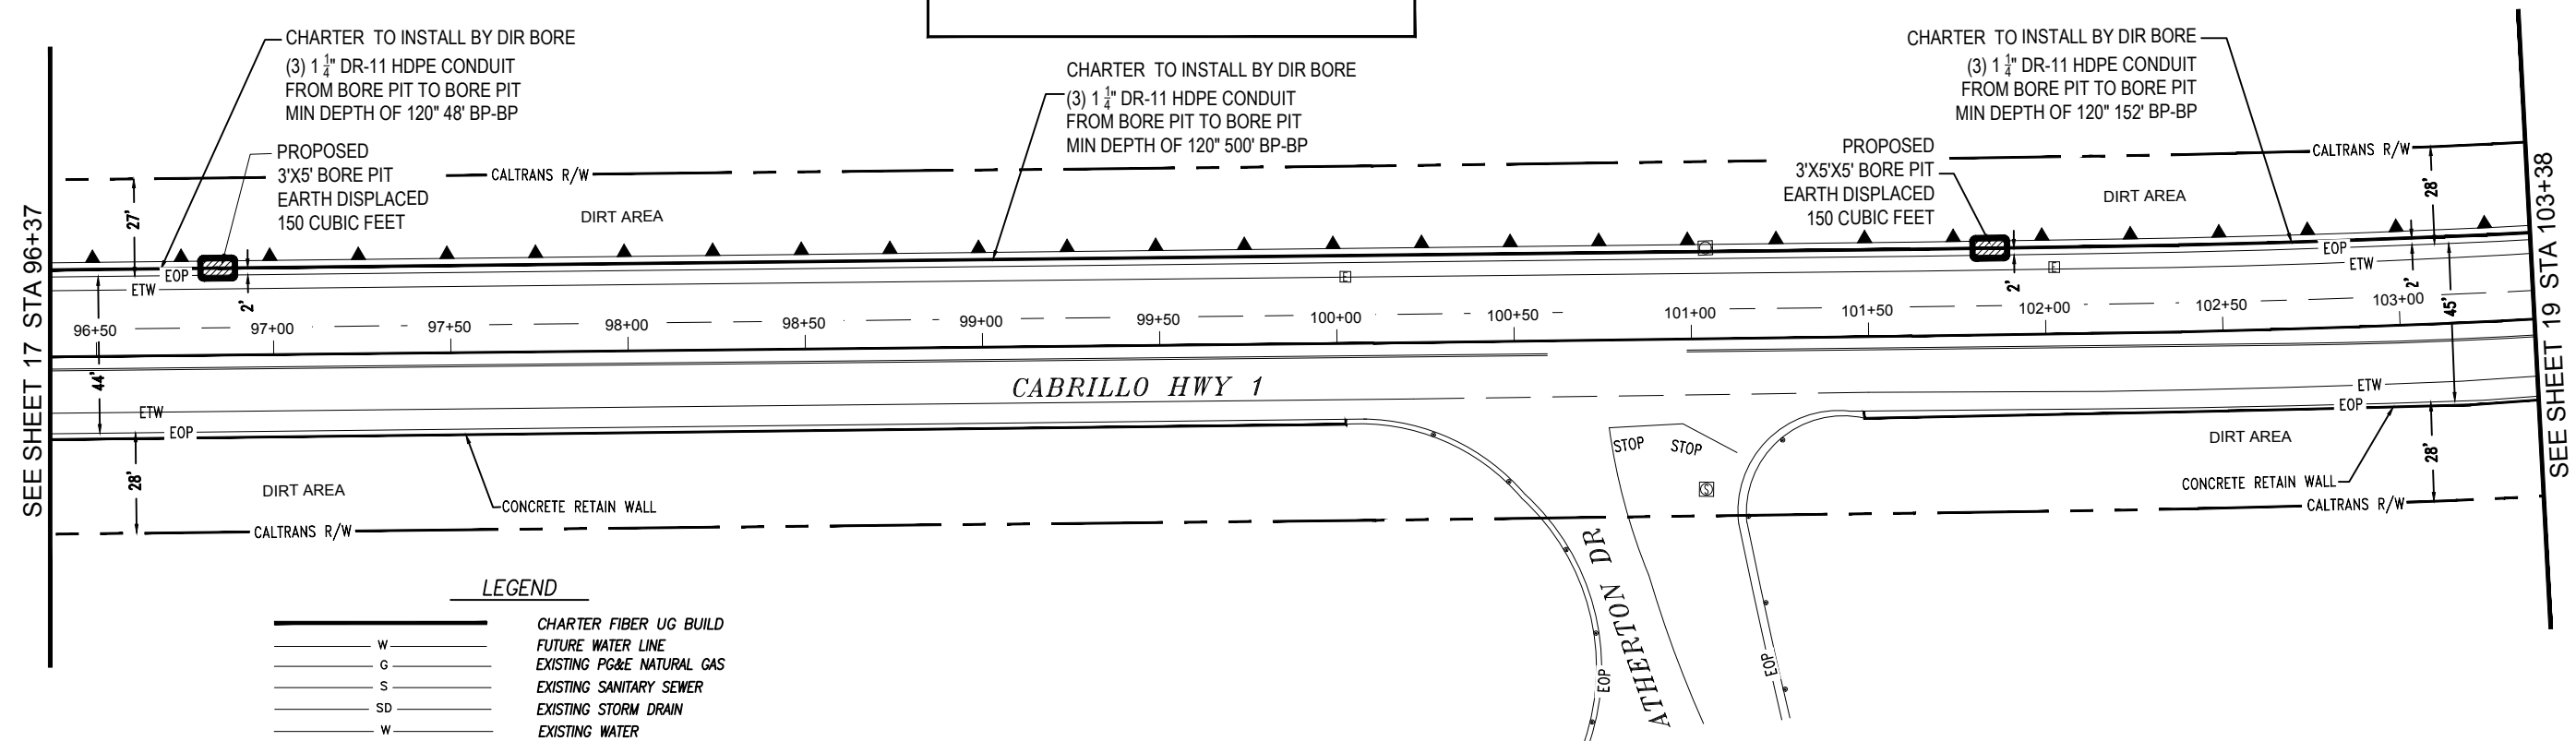 CHARTER TO INSTALL BY DIR BORE
(3) 1 1/4" DR-11 HDPE CONDUIT
FROM BORE PIT TO BORE PIT
MIN DEPTH OF 120" 48' BP-BP
PROPOSED
3'X5' BORE PIT
EARTH DISPLACED
150 CUBIC FEET
CHARTER TO INSTALL BY DIR BORE
(3) 1 1/4" DR-11 HDPE CONDUIT
FROM BORE PIT TO BORE PIT
MIN DEPTH OF 120" 500' BP-BP
CHARTER TO INSTALL BY DIR BORE
(3) 1 1/4" DR-11 HDPE CONDUIT
FROM BORE PIT TO BORE PIT
MIN DEPTH OF 120" 152' BP-BP
PROPOSED
3'X5'X5' BORE PIT
EARTH DISPLACED
150 CUBIC FEET
CALTRANS R/W
CALTRANS R/W
27'
28'
DIRT AREA
DIRT AREA
SEE SHEET 17 STA 96+37
SEE SHEET 19 STA 103+38
EOP
EOP
ETW
ETW
E
E
2'
2'
2'
45'
96+50
97+00
97+50
98+00
98+50
99+00
99+50
100+00
100+50
101+00
101+50
102+00
102+50
103+00
44'
CABRILLO HWY 1
ETW
ETW
EOP
EOP
28'
28'
DIRT AREA
DIRT AREA
STOP
STOP
S
CONCRETE RETAIN WALL
CONCRETE RETAIN WALL
CALTRANS R/W
CALTRANS R/W
ATHERTON DR.
EOP
EOP
LEGEND
CHARTER FIBER UG BUILD
W FUTURE WATER LINE
G EXISTING PG&E NATURAL GAS
S EXISTING SANITARY SEWER
SD EXISTING STORM DRAIN
W EXISTING WATER